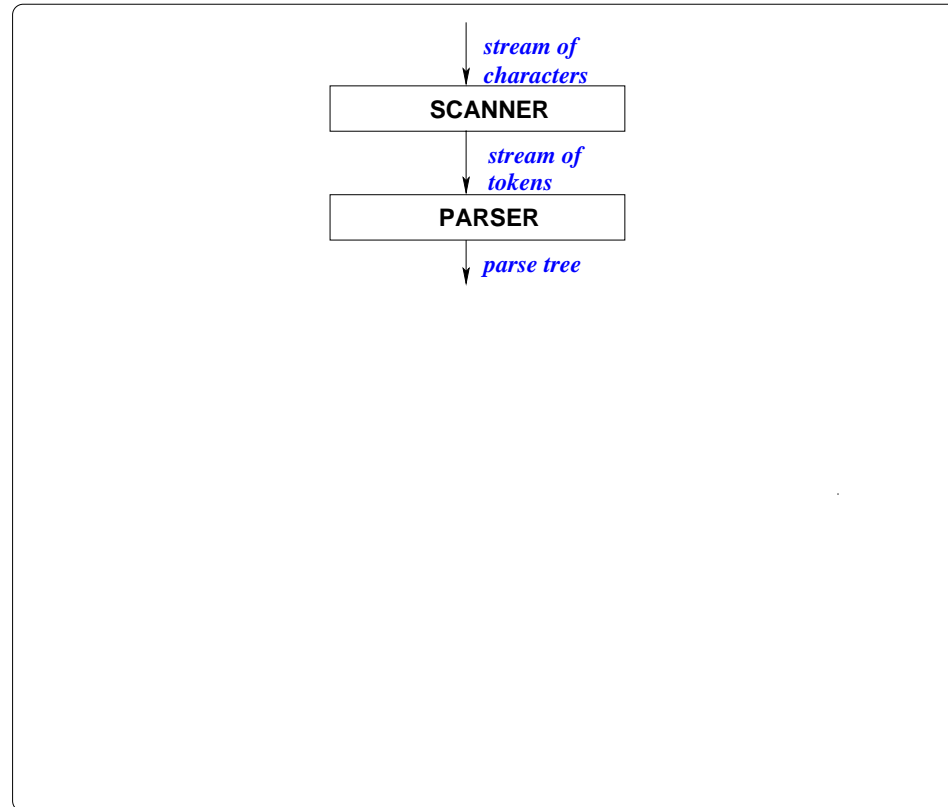 stream of
characters
SCANNER
stream of
tokens
PARSER
parse tree